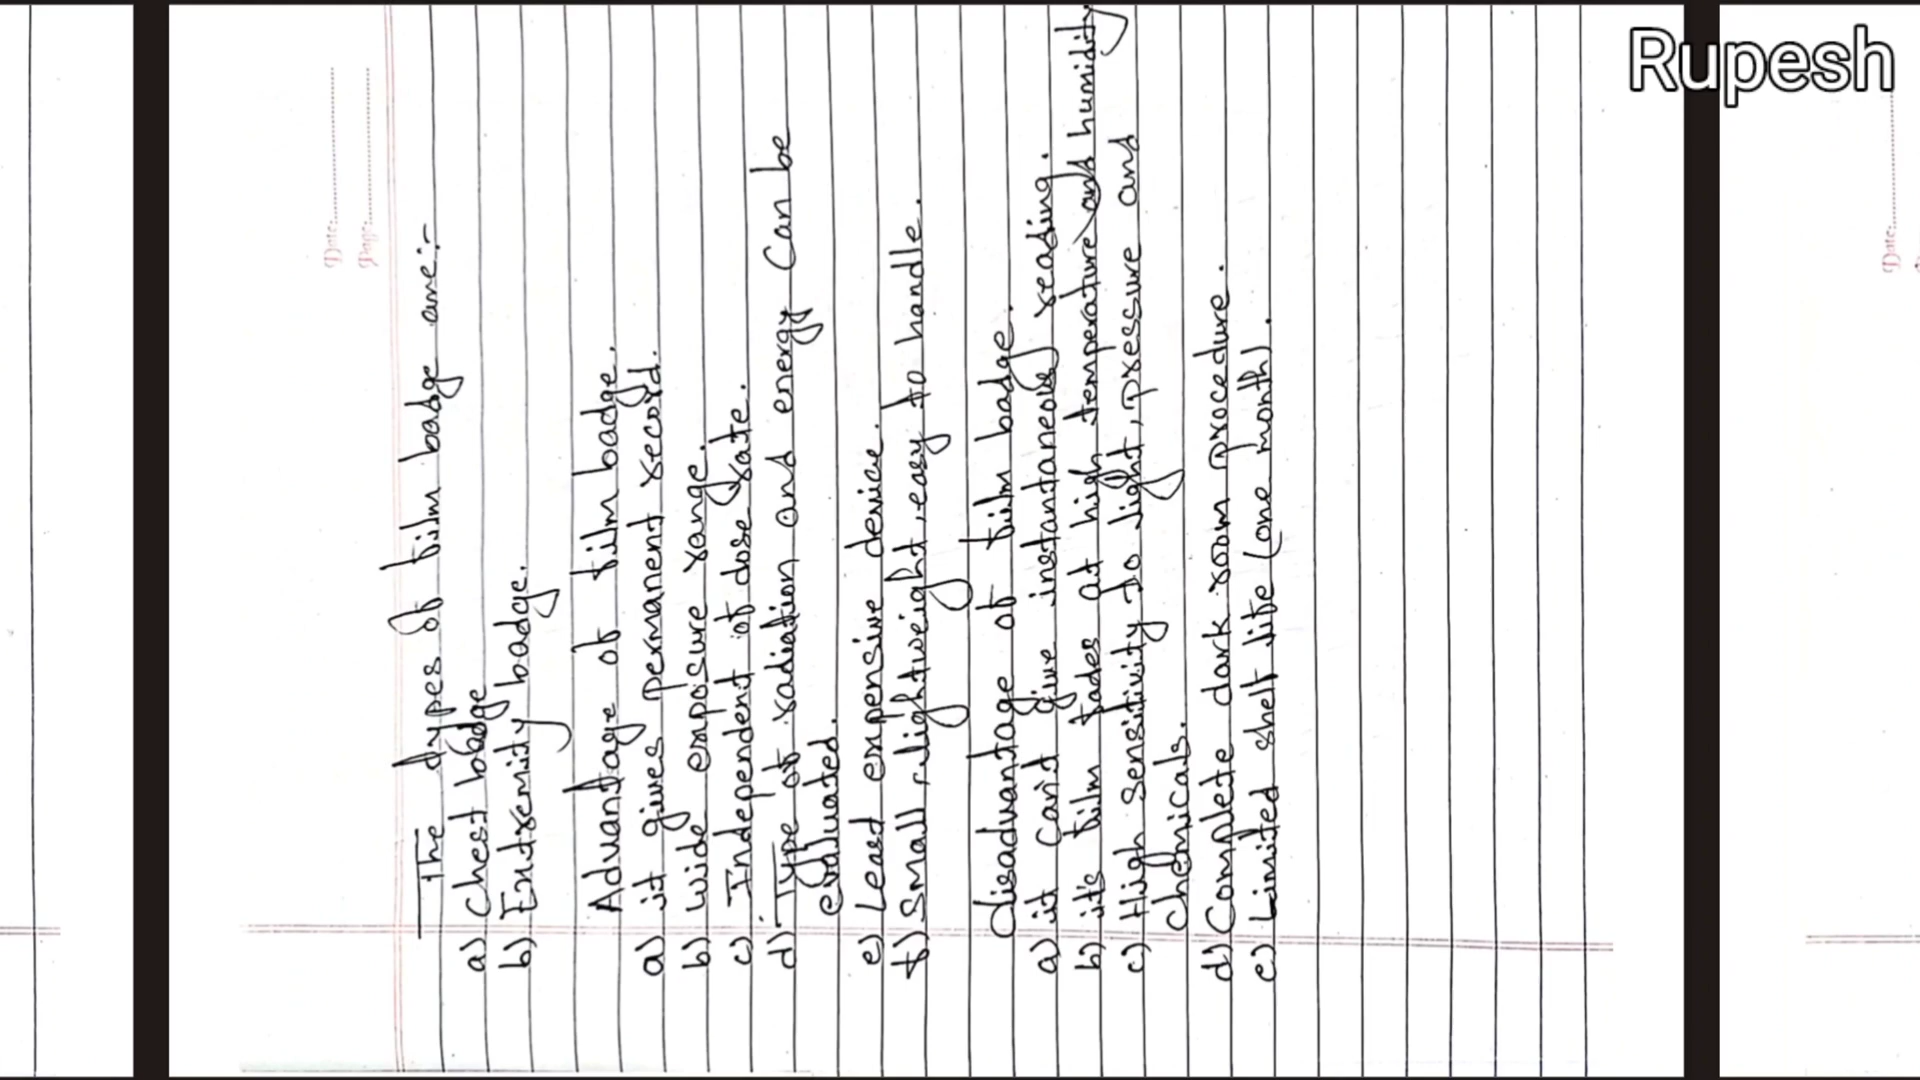 Rupesh
Date:
Page:
The types of film badge are:-
a) Chest badge
b) Extremity badge.
Advantage of film badge.
a) it gives permanent record.
b) wide exposure range.
c) Independent of dose rate.
d) Type of radiation and energy Can be
evaluated.
e) Least expensive device.
f) Small, lightweight, easy to handle.
disadvantage of film badge.
a) it can't give instantaneous reading.
b) its film fades at high temperature and humidity
c) High sensitivity to light, pressure and
chemicals.
d) Complete dark room procedure.
e) Limited shelf life (one month).
Date: